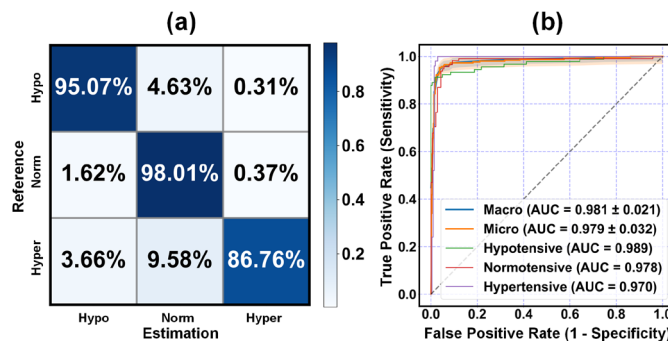 (a)
Reference
Hypo
Norm
Hyper
95.07% 4.63% 0.31%
1.62% 98.01% 0.37%
3.66% 9.58% 86.76%
Hypo Norm Hyper
Estimation
0.8
0.6
0.4
0.2
(b)
True Positive Rate (Sensitivity)
1.0
0.8
0.6
0.4
0.2
0.0
Macro (AUC = 0.981 ± 0.021)
Micro (AUC = 0.979 ± 0.032)
Hypotensive (AUC = 0.989)
Normotensive (AUC = 0.978)
Hypertensive (AUC = 0.970)
0.0 0.2 0.4 0.6 0.8 1.0
False Positive Rate (1 - Specificity)